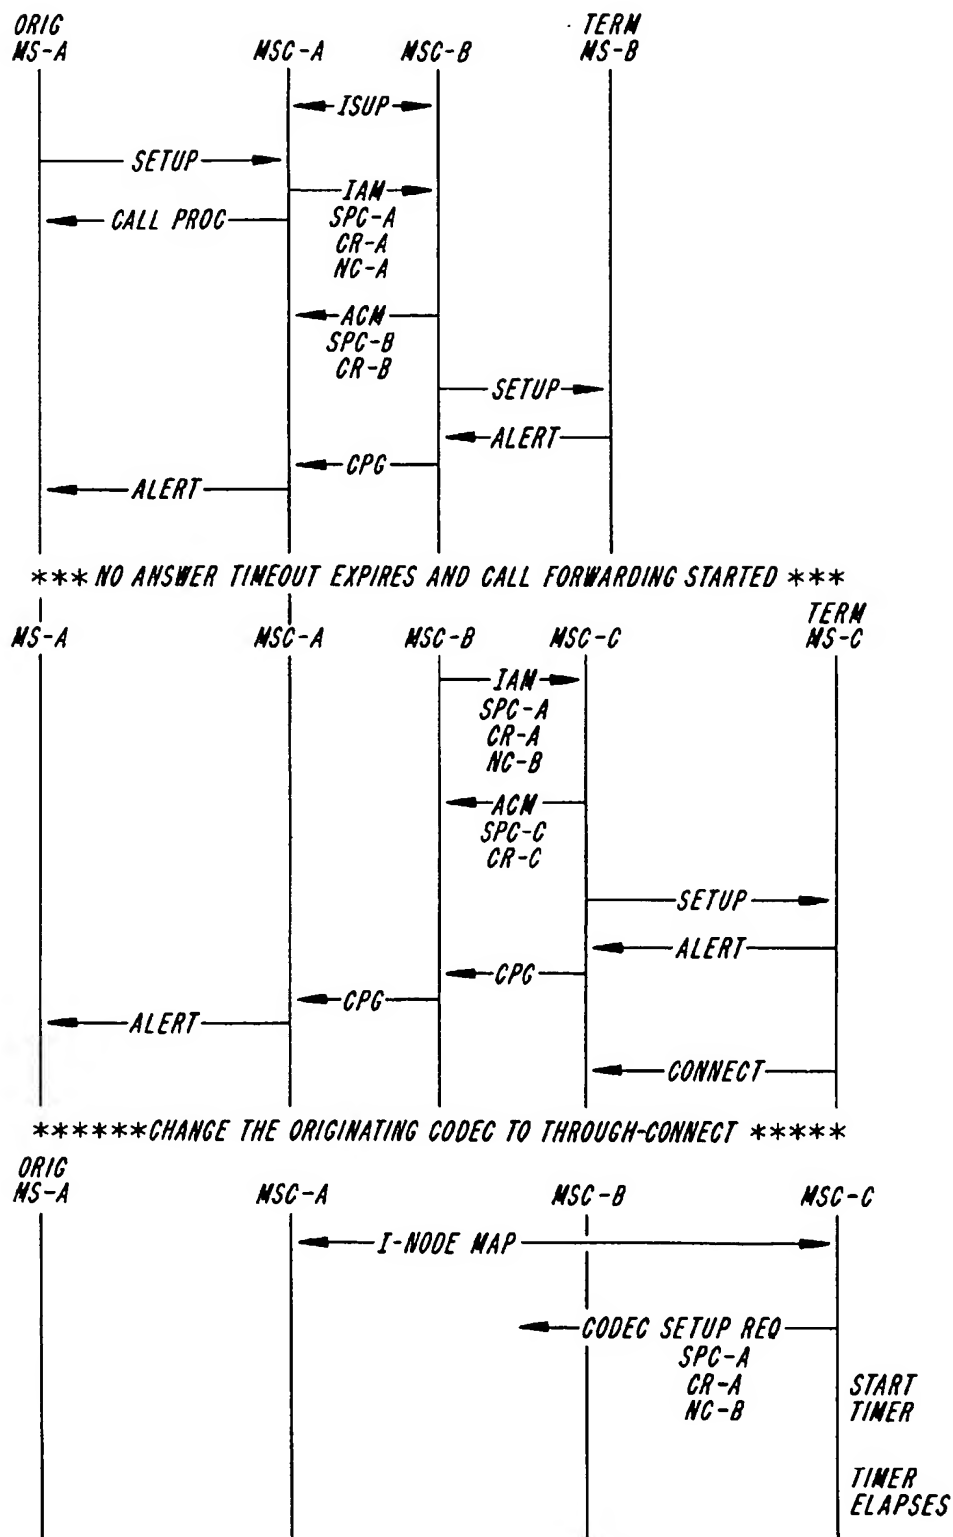 ORIG
MS-A
MSC-A
MSC-B
TERM
MS-B
ISUP
SETUP
IAM
SPC-A
CR-A
NC-A
CALL PROC
ACM
SPC-B
CR-B
SETUP
ALERT
CPG
ALERT
*** NO ANSWER TIMEOUT EXPIRES AND CALL FORWARDING STARTED ***
MS-A
MSC-A
MSC-B
MSC-C
TERM
MS-C
IAM
SPC-A
CR-A
NC-B
ACM
SPC-C
CR-C
SETUP
ALERT
CPG
CPG
ALERT
CONNECT
******CHANGE THE ORIGINATING CODEC TO THROUGH-CONNECT *****
ORIG
MS-A
MSC-A
MSC-B
MSC-C
I-NODE MAP
CODEC SETUP REQ
SPC-A
CR-A
NC-B
START
TIMER
TIMER
ELAPSES